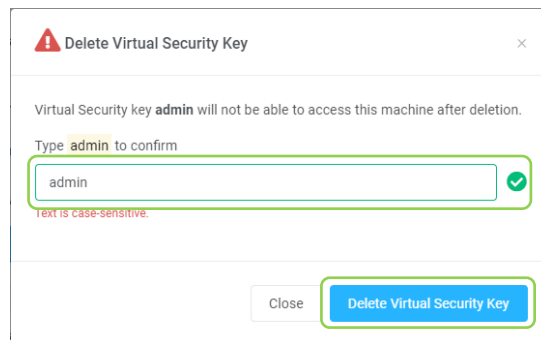 Delete Virtual Security Key
Virtual Security key admin will not be able to access this machine after deletion.
Type admin to confirm
admin
Text is case-sensitive.
Close
Delete Virtual Security Key